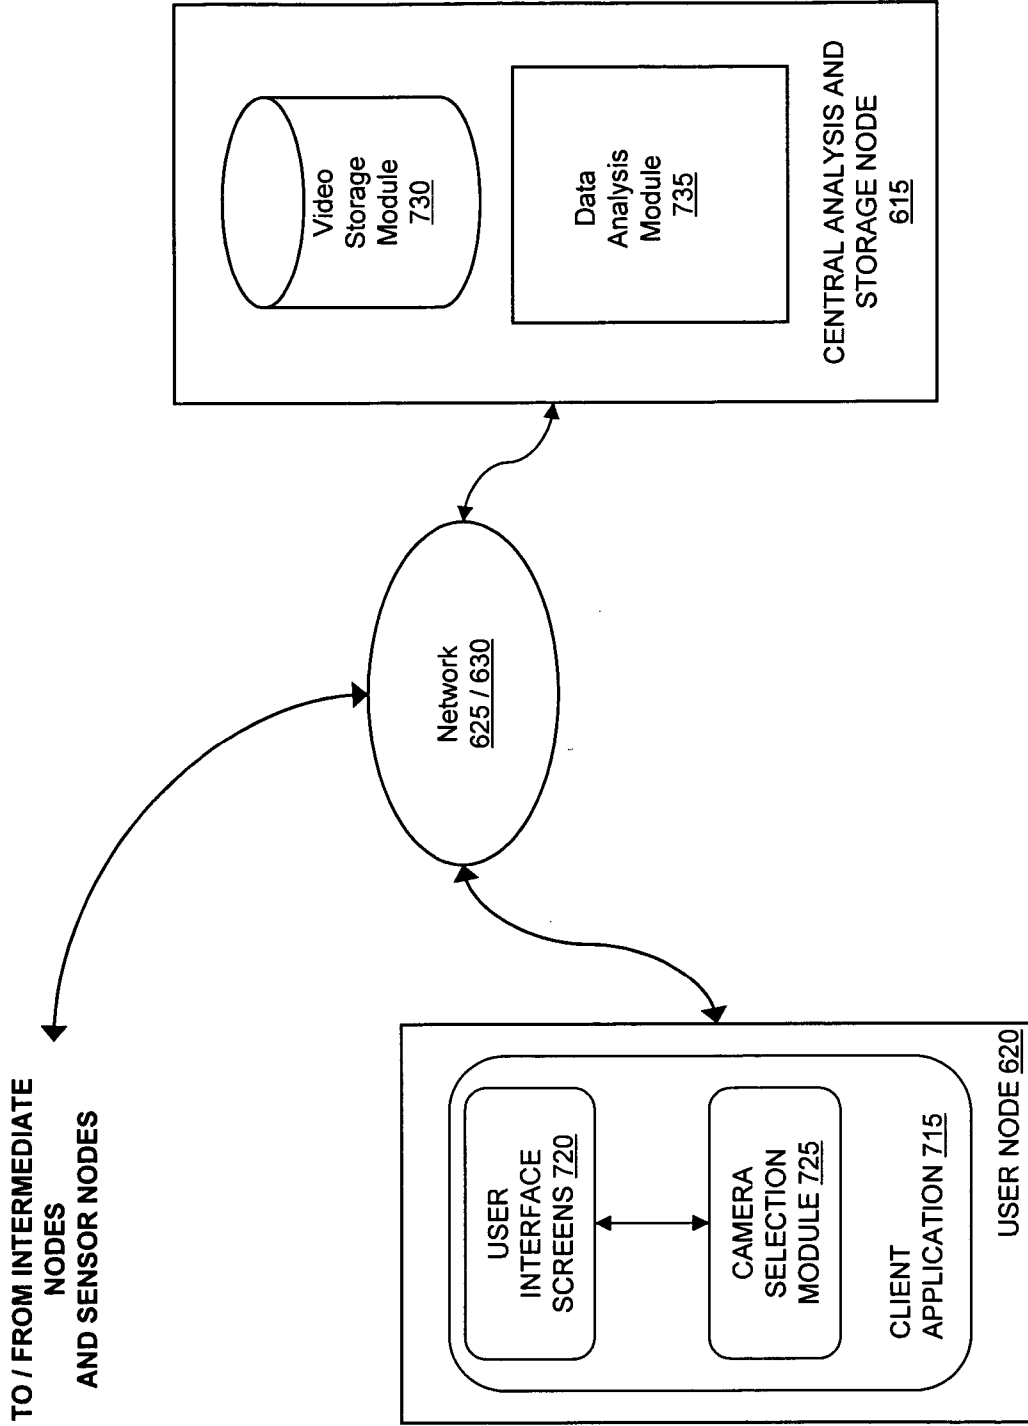 TO / FROM INTERMEDIATE
NODES
AND SENSOR NODES
USER
INTERFACE
SCREENS 720
CAMERA
SELECTION
MODULE 725
CLIENT
APPLICATION 715
USER NODE 620
Network
625 / 630
Video
Storage
Module
730
Data
Analysis
Module
735
CENTRAL ANALYSIS AND
STORAGE NODE
615